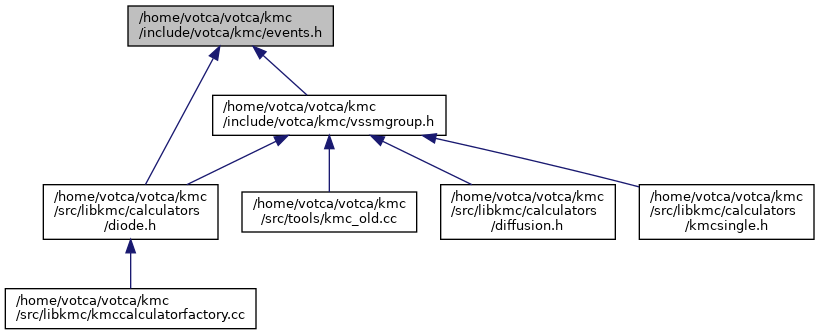 /home/votca/votca/kmc
/include/votca/kmc/events.h
/home/votca/votca/kmc
/include/votca/kmc/vssmgroup.h
/home/votca/votca/kmc
/src/libkmc/calculators
/diode.h
/home/votca/votca/kmc
/src/tools/kmc_old.cc
/home/votca/votca/kmc
/src/libkmc/calculators
/diffusion.h
/home/votca/votca/kmc
/src/libkmc/calculators
/kmcsingle.h
/home/votca/votca/kmc
/src/libkmc/kmccalculatorfactory.cc